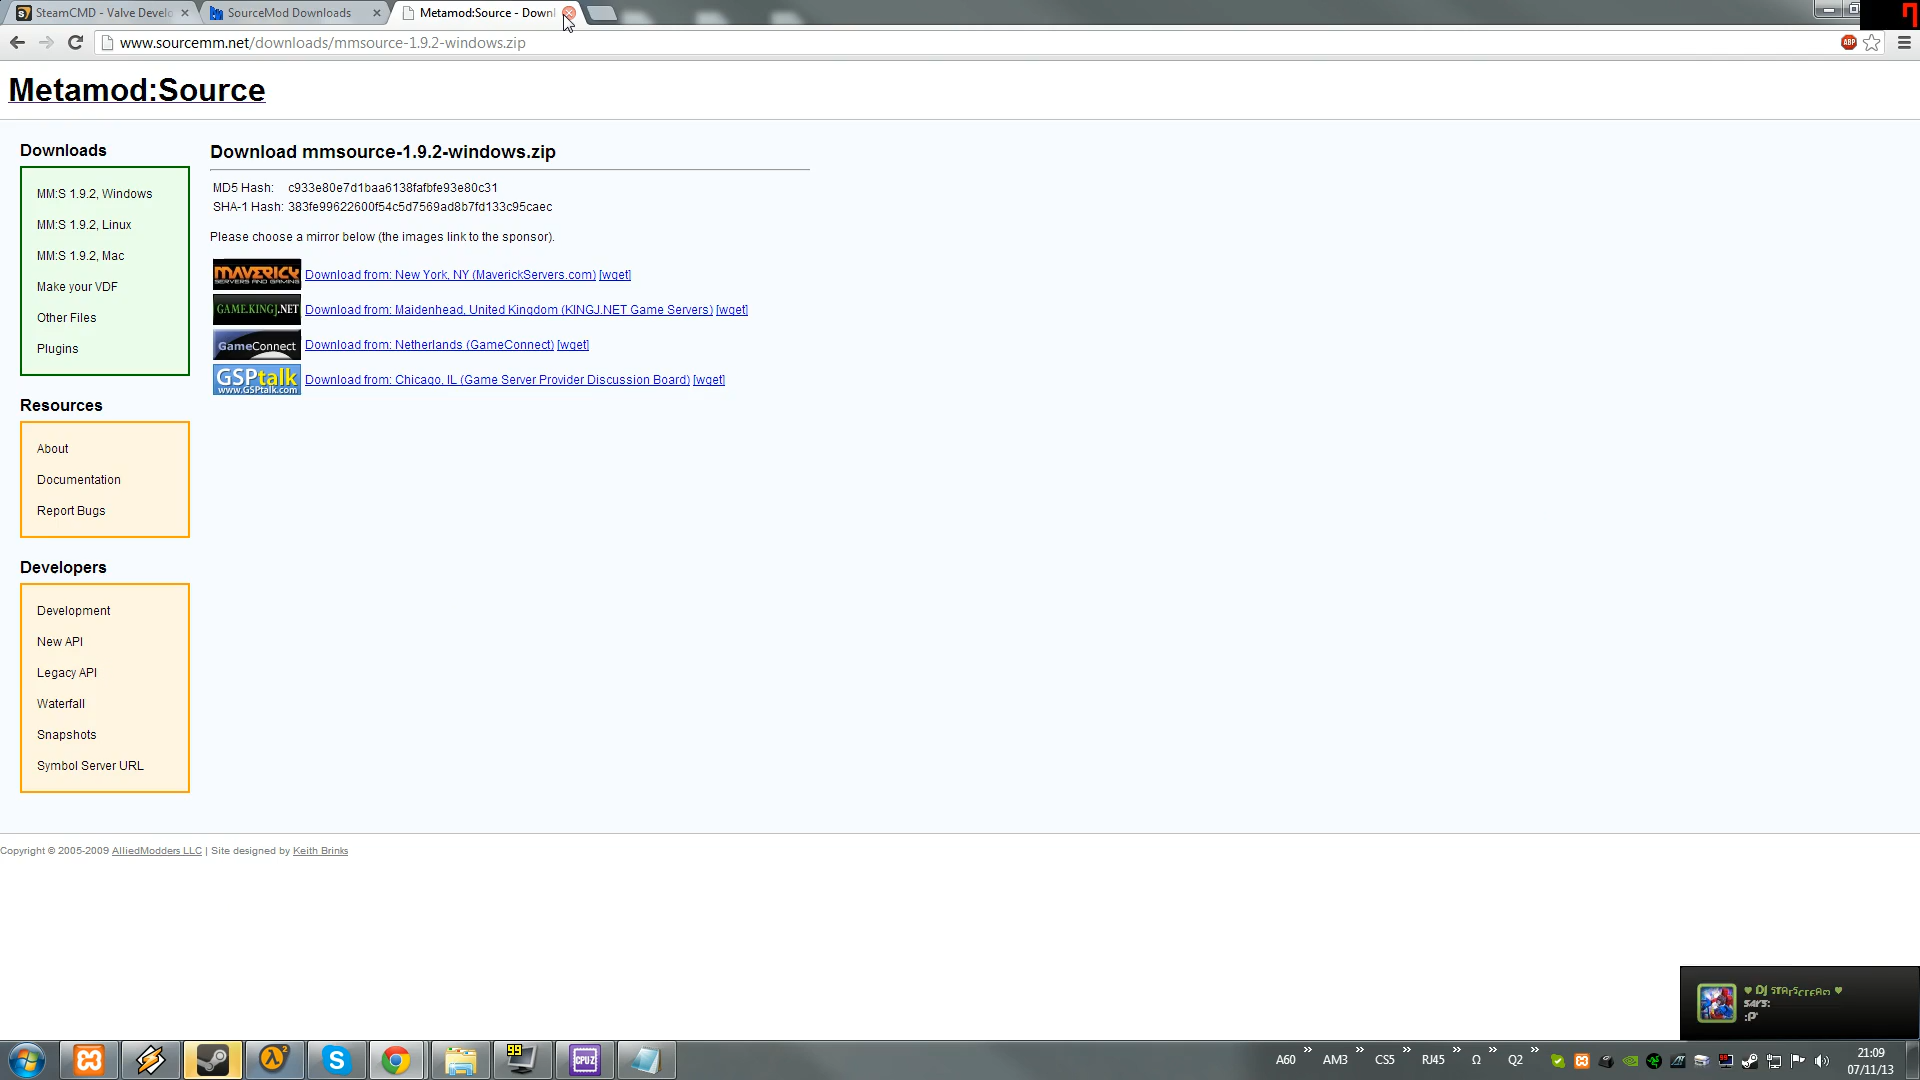 SteamCMD - Valve Develo
SourceMod Downloads
Metamod:Source - Downl
www.sourcemm.net/downloads/mmsource-1.9.2-windows.zip
ABP
Metamod:Source
Downloads
MM:S 1.9.2, Windows
MM:S 1.9.2, Linux
MM:S 1.9.2, Mac
Make your VDF
Other Files
Plugins
Resources
About
Documentation
Report Bugs
Developers
Development
New API
Legacy API
Waterfall
Snapshots
Symbol Server URL
Download mmsource-1.9.2-windows.zip
MD5 Hash: c933e80e7d1baa6138fafbfe93e80c31
SHA-1 Hash: 383fe99622600f54c5d7569ad8b7fd133c95caec
Please choose a mirror below (the images link to the sponsor).
MAVERICK
SERVERS AND GAMING
Download from: New York, NY (MaverickServers.com) [wget]
GAME.KINGJ.NET
Download from: Maidenhead, United Kingdom (KINGJ.NET Game Servers) [wget]
GameConnect
Download from: Netherlands (GameConnect) [wget]
GSPtalk
www.GSPtalk.com
Download from: Chicago, IL (Game Server Provider Discussion Board) [wget]
Copyright © 2005-2009 AlliedModders LLC | Site designed by Keith Brinks
says:
:P
99
CPU-Z
A60 » AM3 » CS5 » RJ45 » Ω » Q2 »
21:09
07/11/13